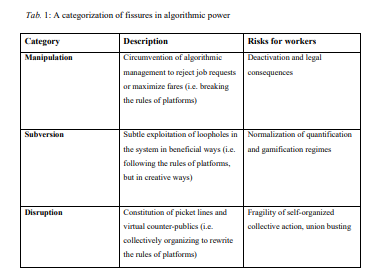 Tab. 1: A categorization of fissures in algorithmic power
Category Description Risks for workers
Manipulation Circumvention of algorithmic Deactivation and legal
management to reject job requests consequences
or maximize fares (i.e. breaking
the rules of platforms)
Subversion Subtle exploitation of loopholes in Normalization of quantification
the system in beneficial ways (i.e. and gamification regimes
following the rules of platforms,
but in creative ways)
Disruption Constitution of picket lines and Fragility of self-organized
virtual counter-publics (i.e. collective action, union busting
collectively organizing to rewrite
the rules of platforms)